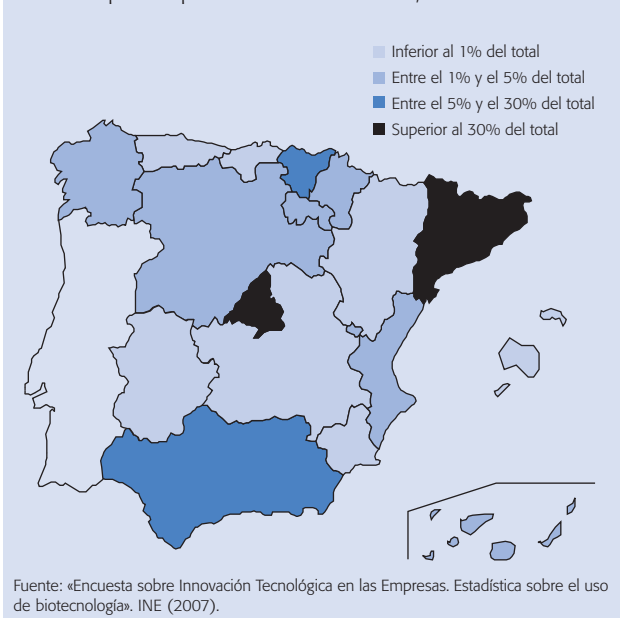 Inferior al 1% del total
Entre el 1% y el 5% del total
Entre el 5% y el 30% del total
Superior al 30% del total
Fuente: «Encuesta sobre Innovación Tecnológica en las Empresas. Estadística sobre el uso
de biotecnología». INE (2007).